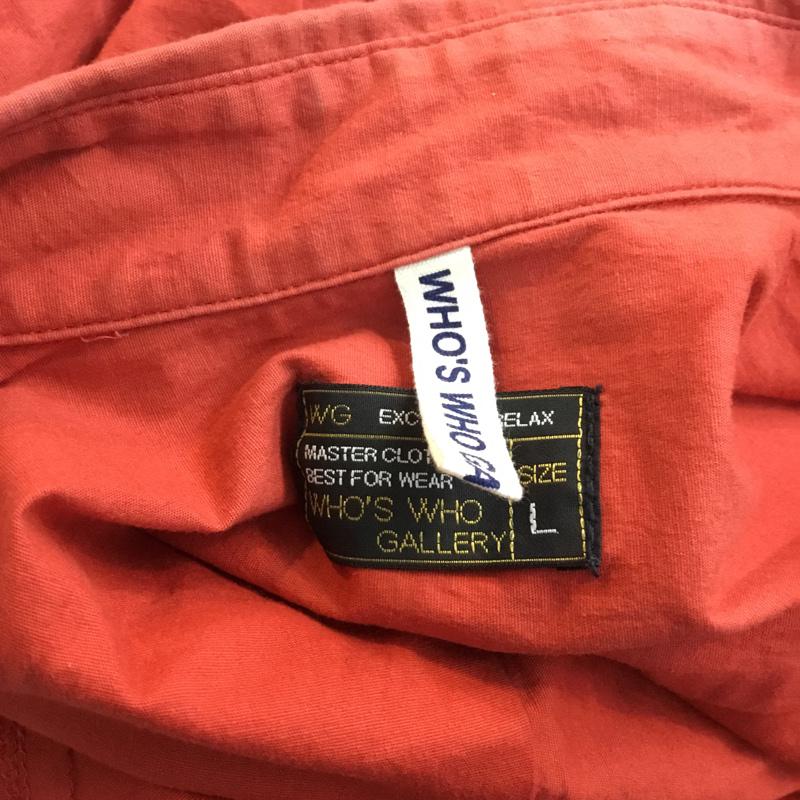 WHO'S WHO GA
WG EXC RELAX
MASTER CLOT
BEST FOR WEAR
WHO'S WHO
GALLERY
SIZE
L